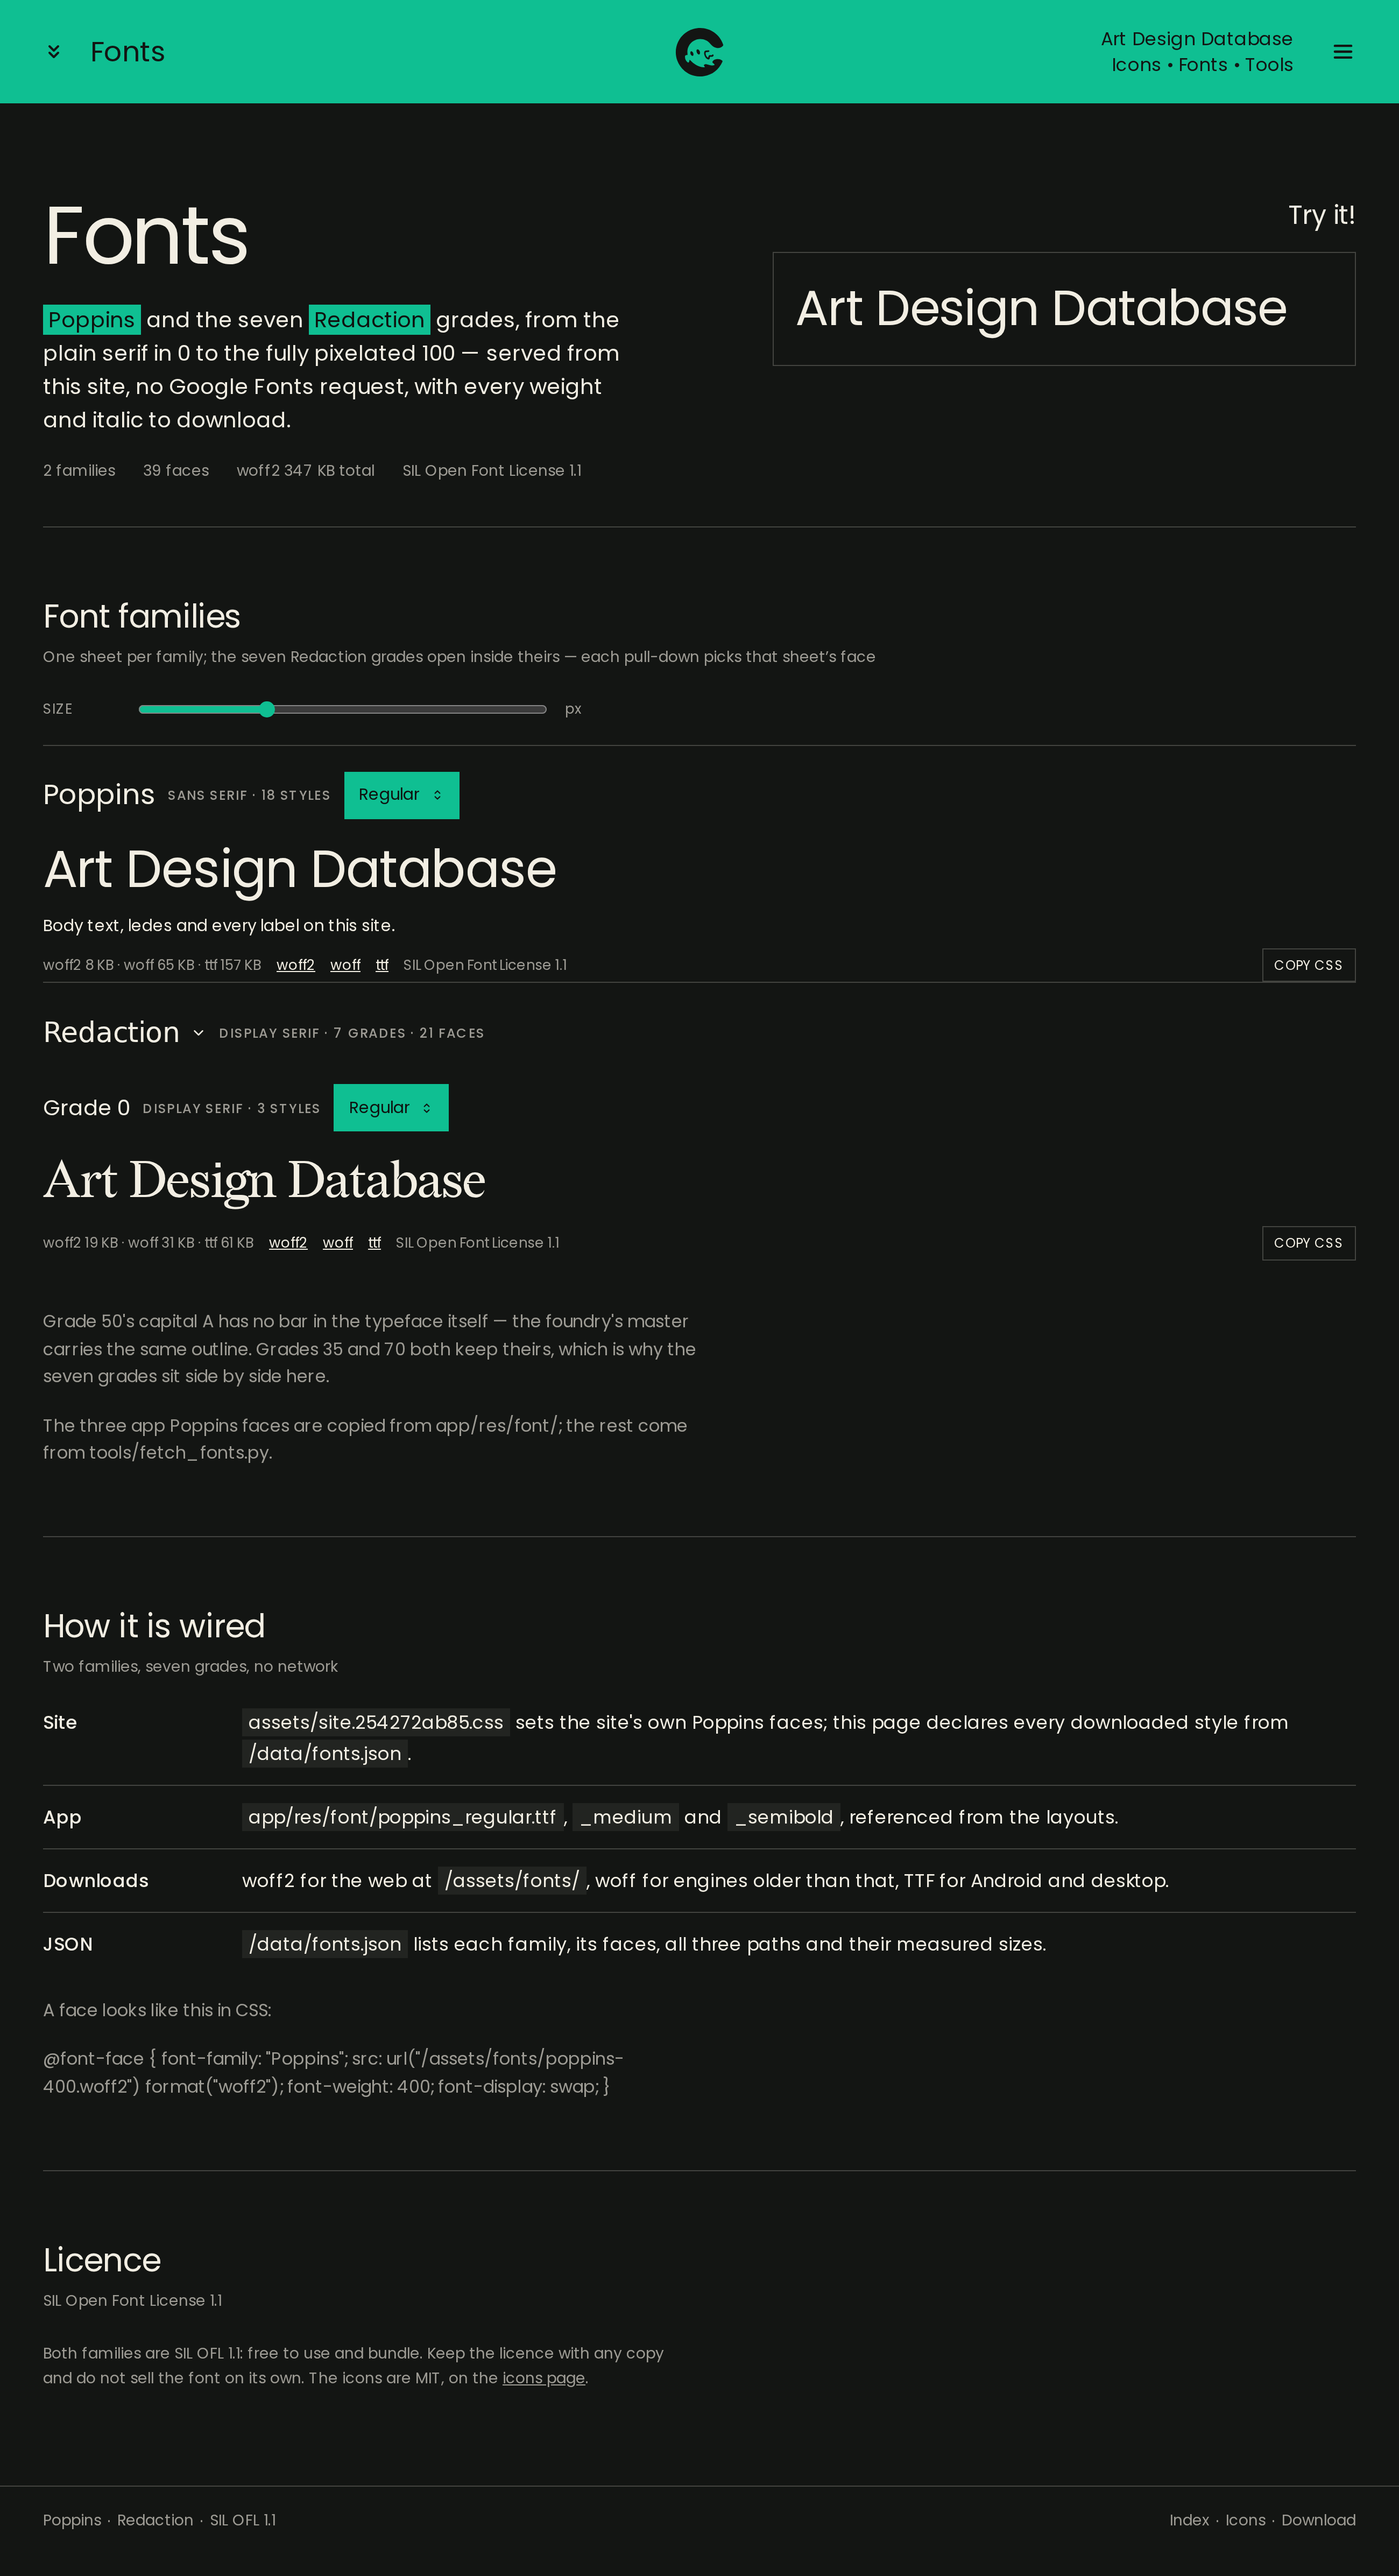 Fonts
Art Design Database
Icons • Fonts • Tools
Fonts
Poppins and the seven Redaction grades, from the
plain serif in 0 to the fully pixelated 100 — served from
this site, no Google Fonts request, with every weight
and italic to download.
2 families 39 faces woff2 347 KB total SIL Open Font License 1.1
Try it!
Art Design Database
Font families
One sheet per family; the seven Redaction grades open inside theirs — each pull-down picks that sheet’s face
SIZE px
Poppins SANS SERIF · 18 STYLES Regular
Art Design Database
Body text, ledes and every label on this site.
woff2 8 KB · woff 65 KB · ttf 157 KB woff2 woff ttf SIL Open Font License 1.1 COPY CSS
Redaction DISPLAY SERIF · 7 GRADES · 21 FACES
Grade 0 DISPLAY SERIF · 3 STYLES Regular
Art Design Database
woff2 19 KB · woff 31 KB · ttf 61 KB woff2 woff ttf SIL Open Font License 1.1 COPY CSS
Grade 50's capital A has no bar in the typeface itself — the foundry's master
carries the same outline. Grades 35 and 70 both keep theirs, which is why the
seven grades sit side by side here.
The three app Poppins faces are copied from app/res/font/; the rest come
from tools/fetch_fonts.py.
How it is wired
Two families, seven grades, no network
Site assets/site.254272ab85.css sets the site's own Poppins faces; this page declares every downloaded style from
/data/fonts.json .
App app/res/font/poppins_regular.ttf , _medium and _semibold , referenced from the layouts.
Downloads woff2 for the web at /assets/fonts/ , woff for engines older than that, TTF for Android and desktop.
JSON /data/fonts.json lists each family, its faces, all three paths and their measured sizes.
A face looks like this in CSS:
@font-face { font-family: "Poppins"; src: url("/assets/fonts/poppins-
400.woff2") format("woff2"); font-weight: 400; font-display: swap; }
Licence
SIL Open Font License 1.1
Both families are SIL OFL 1.1: free to use and bundle. Keep the licence with any copy
and do not sell the font on its own. The icons are MIT, on the icons page.
Poppins · Redaction · SIL OFL 1.1
Index · Icons · Download